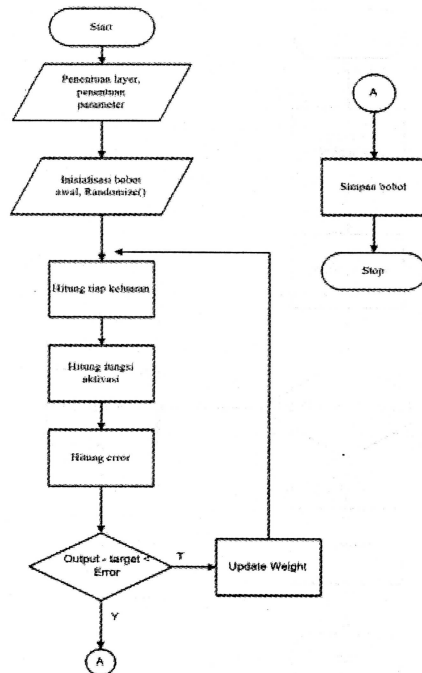 Start
Penentuan layer,
penentuan
parameter
Inisialisasi bobot
awal, Randomize()
Hitung tiap keluaran
Hitung fungsi
aktivasi
Hitung error
Output - target <
Error
T
Update Weight
Y
A
A
Simpan bobot
Stop